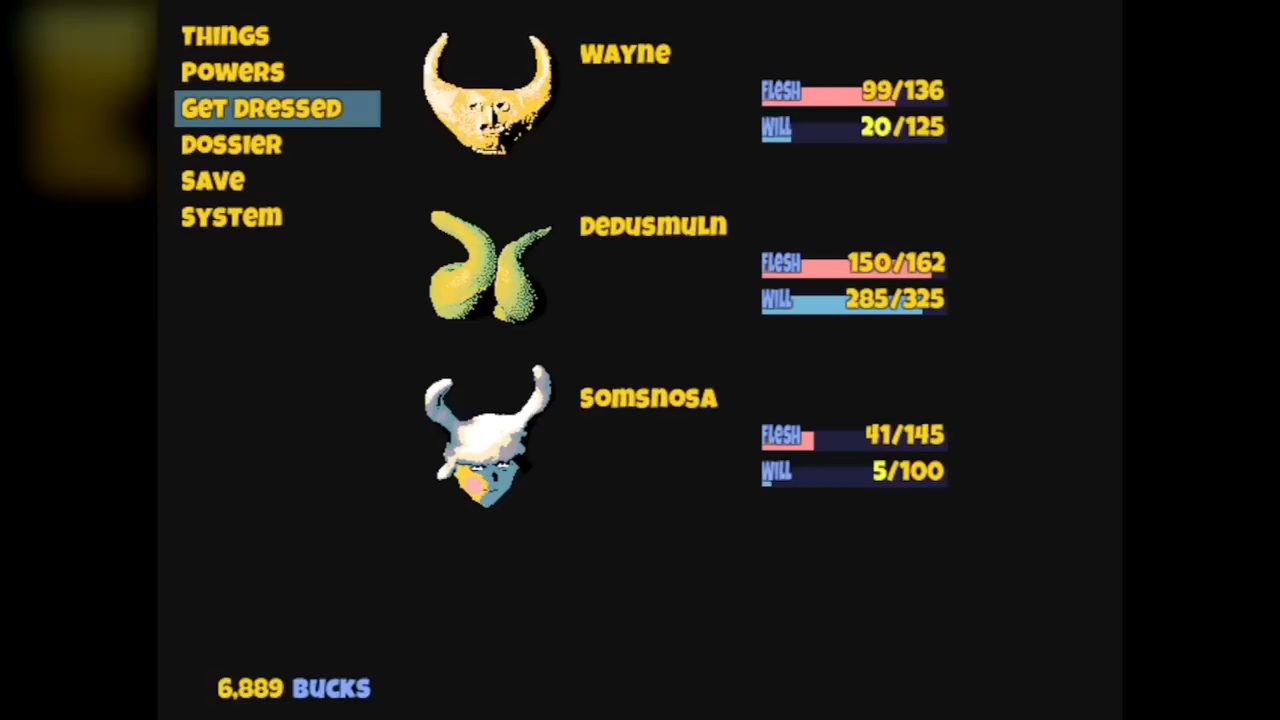 THINGS
POWERS
GET DRESSED
DOSSIER
SAVE
SYSTEM
WAYNE
FLESH 99/136
WILL 20/125
DEDUSMULN
FLESH 150/162
WILL 285/325
SOMSNOSA
FLESH 41/145
WILL 5/100
6,889 BUCKS